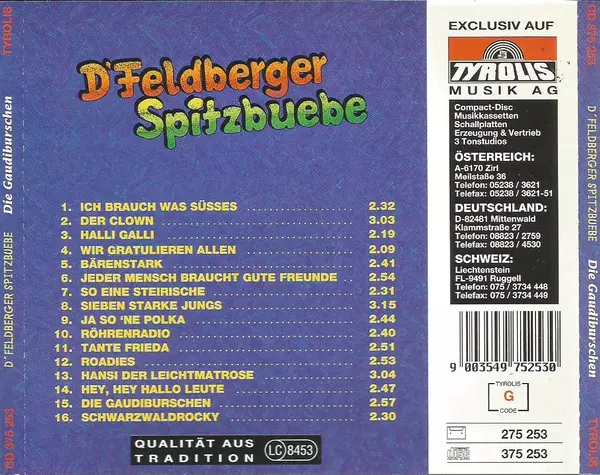 TYROLIS
Die Gaudiburschen
D'FELDBERGER SPITZBUEBE
CD 375 253
D'Feldberger
Spitzbuebe
1. ICH BRAUCH WAS SÜSSES 2.32
2. DER CLOWN 3.03
3. HALLI GALLI 2.19
4. WIR GRATULIEREN ALLEN 2.09
5. BÄRENSTARK 2.41
6. JEDER MENSCH BRAUCHT GUTE FREUNDE 2.54
7. SO EINE STEIRISCHE 2.31
8. SIEBEN STARKE JUNGS 3.15
9. JA SO 'NE POLKA 2.44
10. RÖHRENRADIO 2.40
11. TANTE FRIEDA 2.51
12. ROADIES 2.53
13. HANSI DER LEICHTMATROSE 3.04
14. HEY, HEY HALLO LEUTE 2.47
15. DIE GAUDIBURSCHEN 2.57
16. SCHWARZWALDROCKY 2.30
QUALITÄT AUS
TRADITION
LC 8453
EXCLUSIV AUF
TYROLIS
MUSIK AG
Compact-Disc
Musikkassetten
Schallplatten
Erzeugung & Vertrieb
3 Tonstudios
ÖSTERREICH:
A-6170 Zirl
Meilstraße 36
Telefon: 05238 / 3621
Telefax: 05238 / 3621-51
DEUTSCHLAND:
D-82481 Mittenwald
Klammstraße 27
Telefon: 08823 / 2759
Telefax: 08823 / 4530
SCHWEIZ:
Liechtenstein
FL-9491 Ruggell
Telefon: 075 / 3734 448
Telefax: 075 / 3734 449
9 003549 752530
TYROLIS
G
CODE
275 253
375 253
CD 375 253
D'FELDBERGER SPITZBUEBE
Die Gaudiburschen
TYROLIS